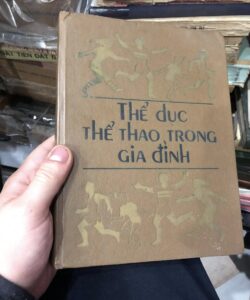 THỂ DỤC
THỂ THAO TRONG
GIA ĐÌNH